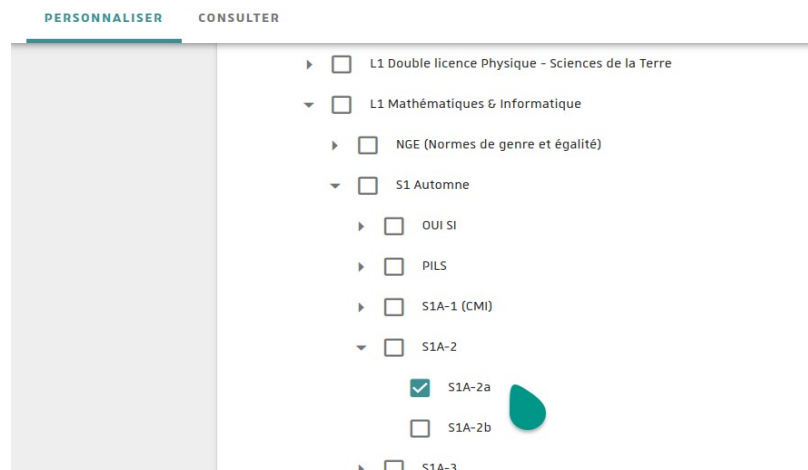 PERSONNALISER CONSULTER
L1 Double licence Physique - Sciences de la Terre
L1 Mathématiques & Informatique
NGE (Normes de genre et égalité)
S1 Automne
OUI SI
PILS
S1A-1 (CMI)
S1A-2
S1A-2a
S1A-2b
S1A-3